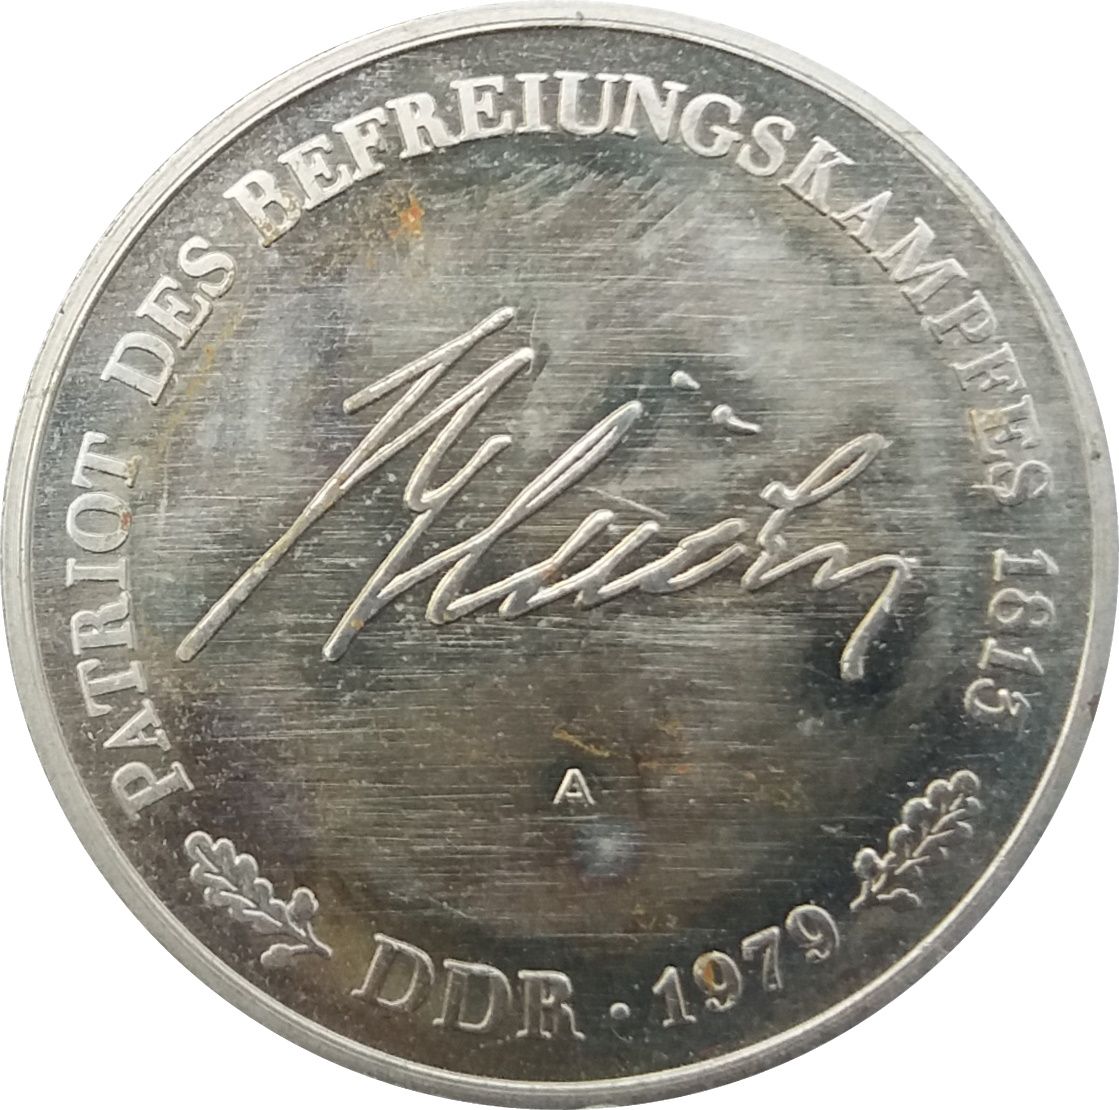 PATRIOT DES BEFREIUNGSKAMPFES 1813
Blücher
A
DDR · 1979